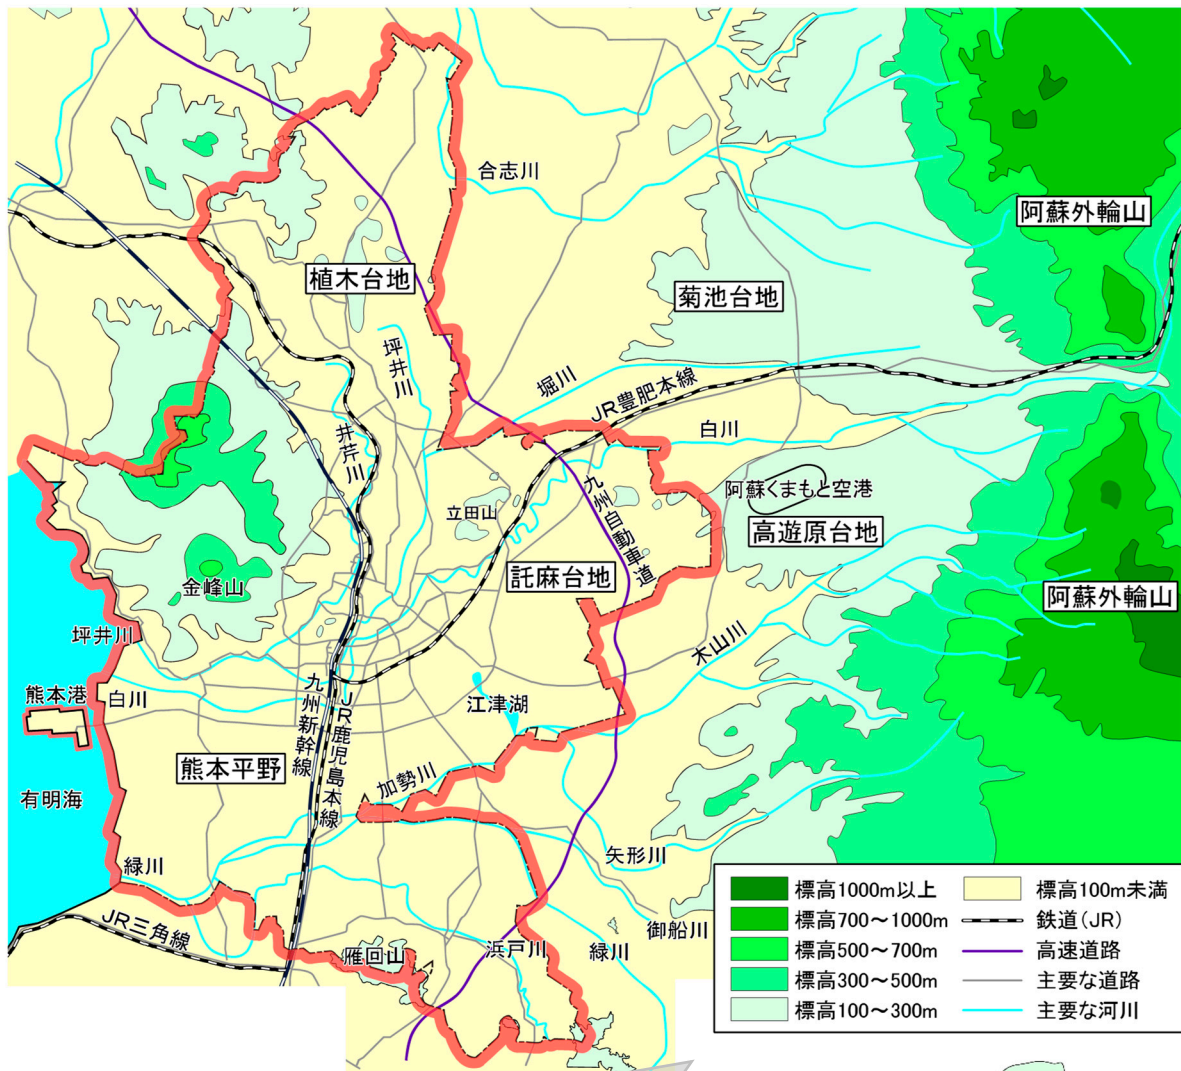 合志川
阿蘇外輪山
植木台地
菊池台地
坪井川
堀川
JR豊肥本線
井芹川
白川
立田山
九州自動車道
阿蘇くまもと空港
高遊原台地
託麻台地
金峰山
阿蘇外輪山
坪井川
木山川
熊本港
白川
九州新幹線
JR鹿児島本線
江津湖
熊本平野
加勢川
有明海
緑川
矢形川
JR三角線
雁回山
浜戸川
緑川
御船川
標高1000m以上
標高700～1000m
標高500～700m
標高300～500m
標高100～300m
標高100m未満
鉄道(JR)
高速道路
主要な道路
主要な河川